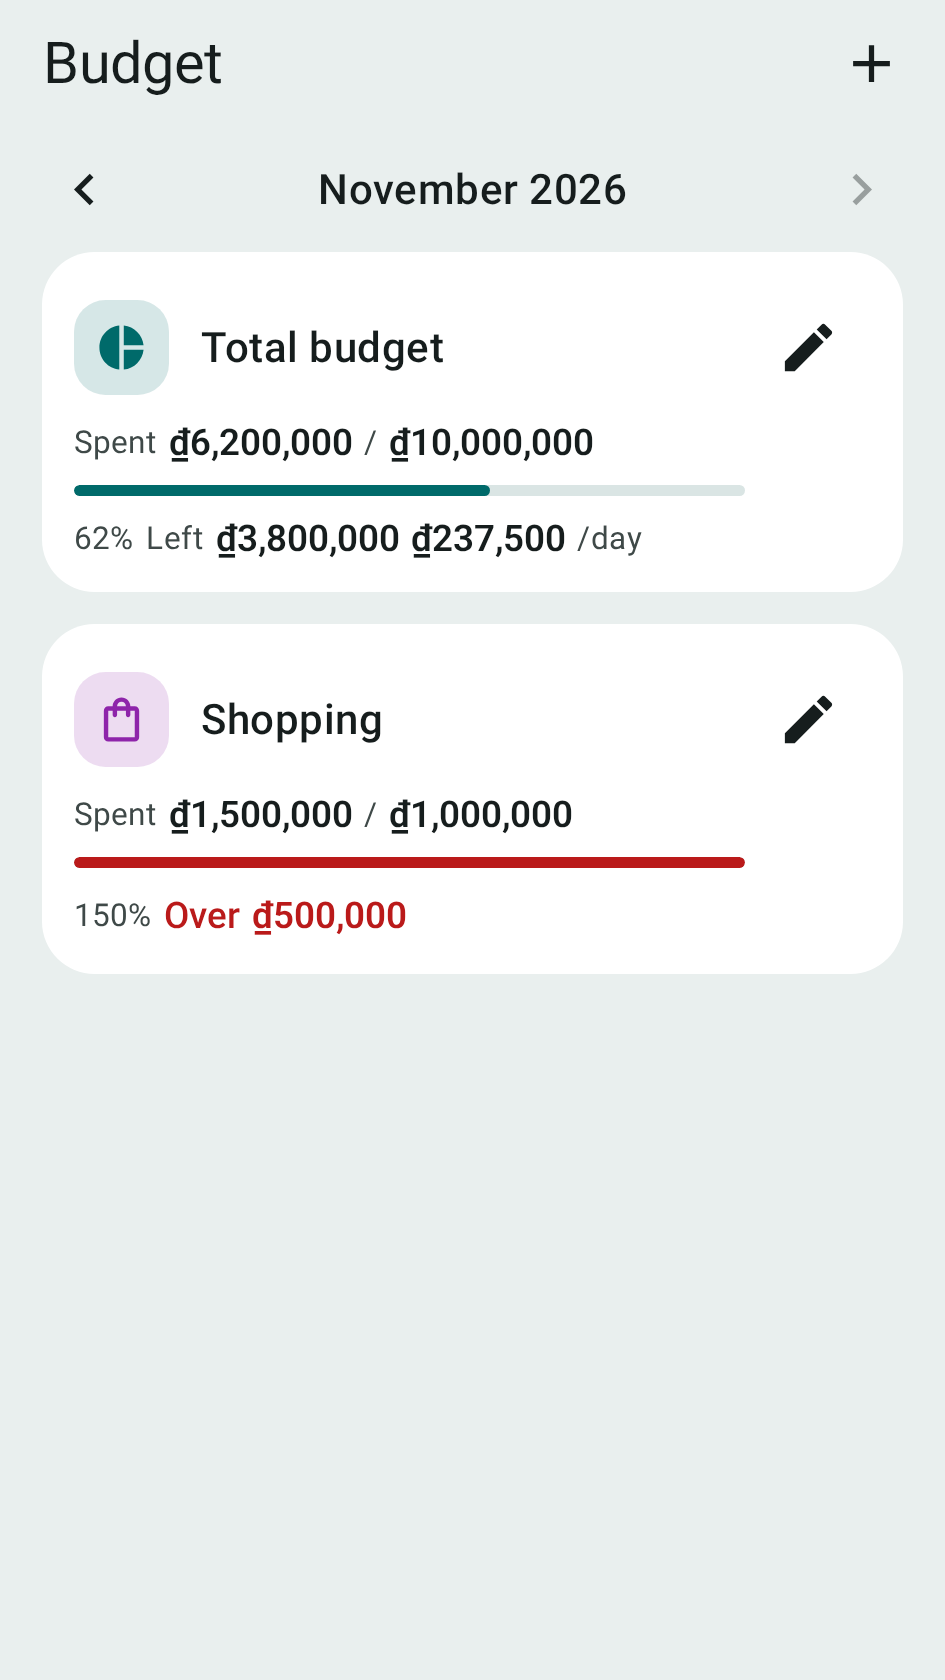 Budget
November 2026
Total budget
Spent ₫6,200,000 / ₫10,000,000
62% Left ₫3,800,000 ₫237,500 /day
Shopping
Spent ₫1,500,000 / ₫1,000,000
150% Over ₫500,000